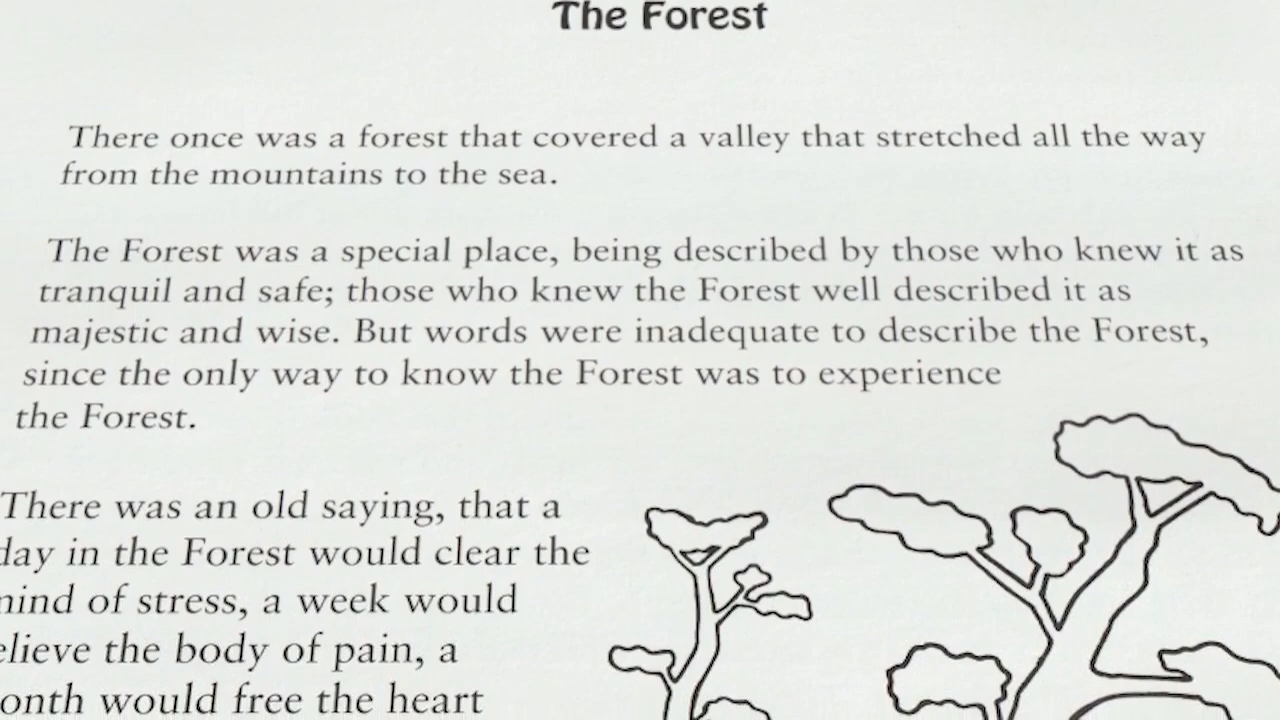 The Forest
There once was a forest that covered a valley that stretched all the way
from the mountains to the sea.
The Forest was a special place, being described by those who knew it as
tranquil and safe; those who knew the Forest well described it as
majestic and wise. But words were inadequate to describe the Forest,
since the only way to know the Forest was to experience
the Forest.
There was an old saying, that a
day in the Forest would clear the
mind of stress, a week would
elieve the body of pain, a
onth would free the heart